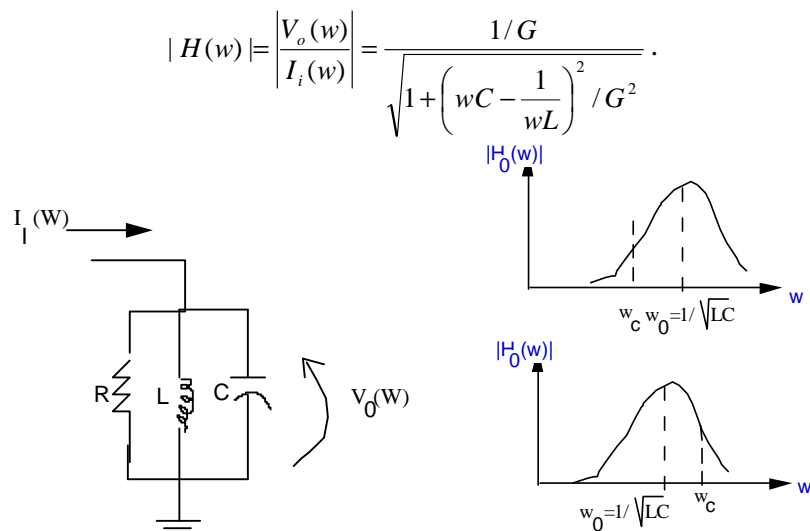 | H(w) |= |V_o(w) / I_i(w)| = 1/G / √(1+(wC − 1/(wL))² / G²) .
|H_0(w)|
I_I (W)
w
w_c w_0=1/√LC
|H_0(w)|
R
L
C
V_0(W)
w
w_0=1/√LC
w_c